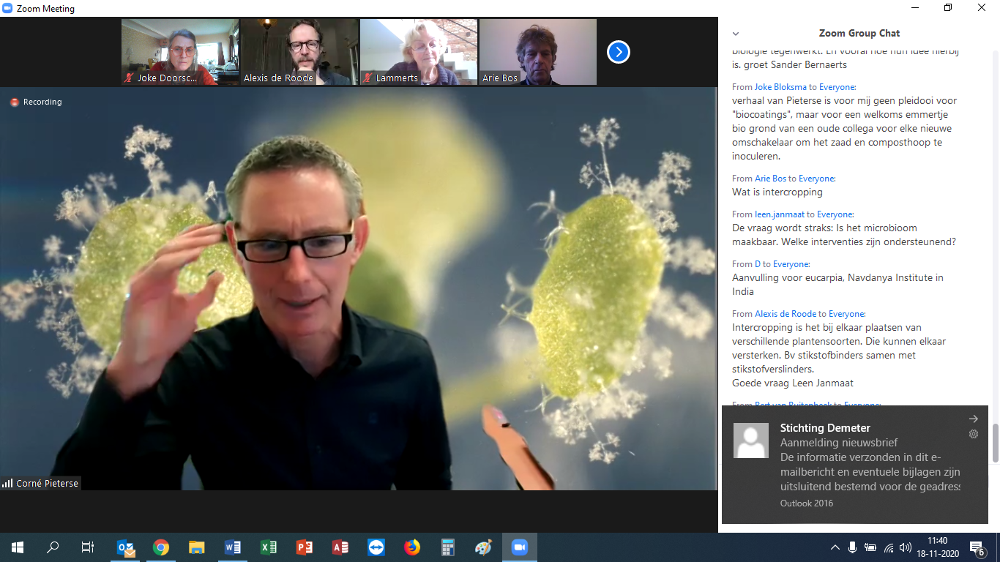 Zoom Meeting
Joke Doorsc...
Alexis de Roode
Lammerts
Arie Bos
Recording
Corné Pieterse
Zoom Group Chat
biologie tegenwerkt. En vooral hoe hun idee hierbij
is. groet Sander Bernaerts
From Joke Bloksma to Everyone:
verhaal van Pieterse is voor mij geen pleidooi voor
"biocoatings", maar voor een welkoms emmertje
bio grond van een oude collega voor elke nieuwe
omschakelaar om het zaad en composthoop te
inoculeren.
From Arie Bos to Everyone:
Wat is intercropping
From leen.janmaat to Everyone:
De vraag wordt straks: Is het microbioom
maakbaar. Welke interventies zijn ondersteunend?
From D to Everyone:
Aanvulling voor eucarpia, Navdanya Institute in
India
From Alexis de Roode to Everyone:
Intercropping is het bij elkaar plaatsen van
verschillende plantensoorten. Die kunnen elkaar
versterken. Bv stikstofbinders samen met
stikstofverslinders.
Goede vraag Leen Janmaat
From Bert van Ruitenbeek to Everyone:
Stichting Demeter
Aanmelding nieuwsbrief
De informatie verzonden in dit e-
mailbericht en eventuele bijlagen zijn
uitsluitend bestemd voor de geadress
Outlook 2016
11:40
18-11-2020
6